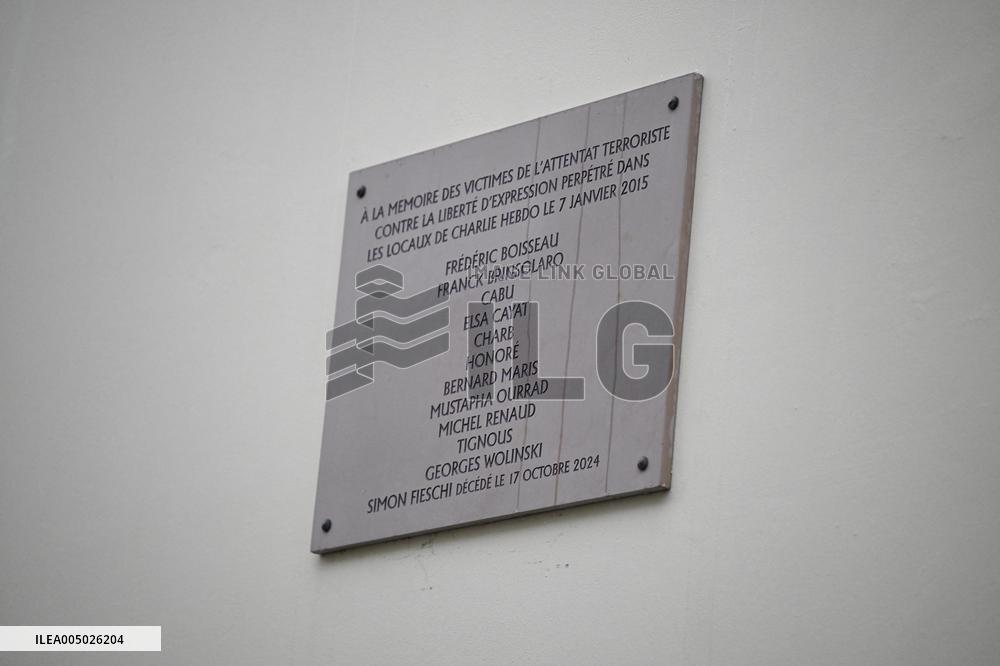 À LA MEMOIRE DES VICTIMES DE L'ATTENTAT TERRORISTE
CONTRE LA LIBERTÉ D'EXPRESSION PERPÉTRÉ DANS
LES LOCAUX DE CHARLIE HEBDO LE 7 JANVIER 2015
FRÉDÉRIC BOISSEAU
FRANCK BRINSOLARO
CABU
ELSA CAYAT
CHARB
HONORÉ
BERNARD MARIS
MUSTAPHA OURRAD
MICHEL RENAUD
TIGNOUS
GEORGES WOLINSKI
SIMON FIESCHI DÉCÉDÉ LE 17 OCTOBRE 2024
IMAGE LINK GLOBAL
ILG
ILEA005026204